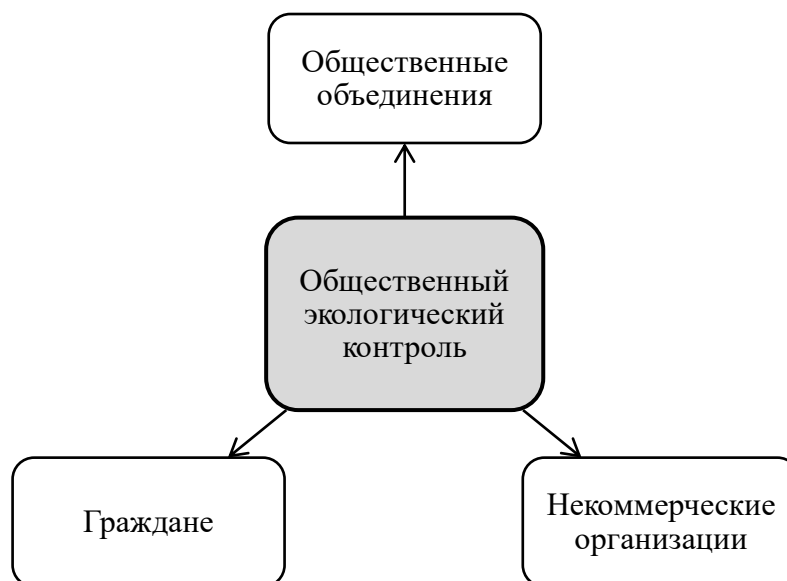 Общественные
объединения
Общественный
экологический
контроль
Граждане
Некоммерческие
организации